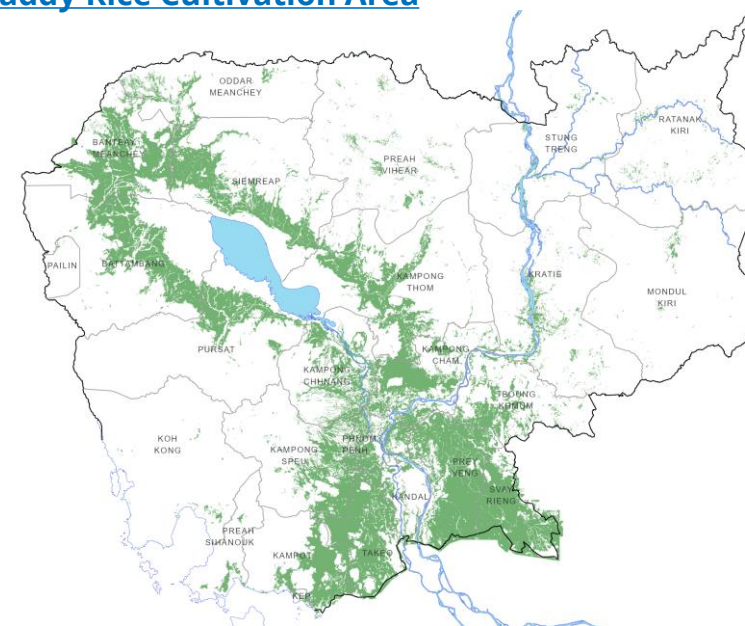 addy Rice Cultivation Area
ODDAR
MEANCHEY
BANTEAY
MEANCHEY
STUNG
TRENG
RATANAK
KIRI
PREAH
VIHEAR
SIEMREAP
PAILIN
BATTAMBANG
KAMPONG
THOM
KRATIE
MONDUL
KIRI
PURSAT
KAMPONG
CHAM
KAMPONG
CHHNANG
TBOUNG
KHMUM
KOH
KONG
KAMPONG
SPEU
PHNOM
PENH
PREY
VENG
KANDAL
SVAY
RIENG
PREAH
SIHANOUK
KAMPOT
TAKEO
KEP